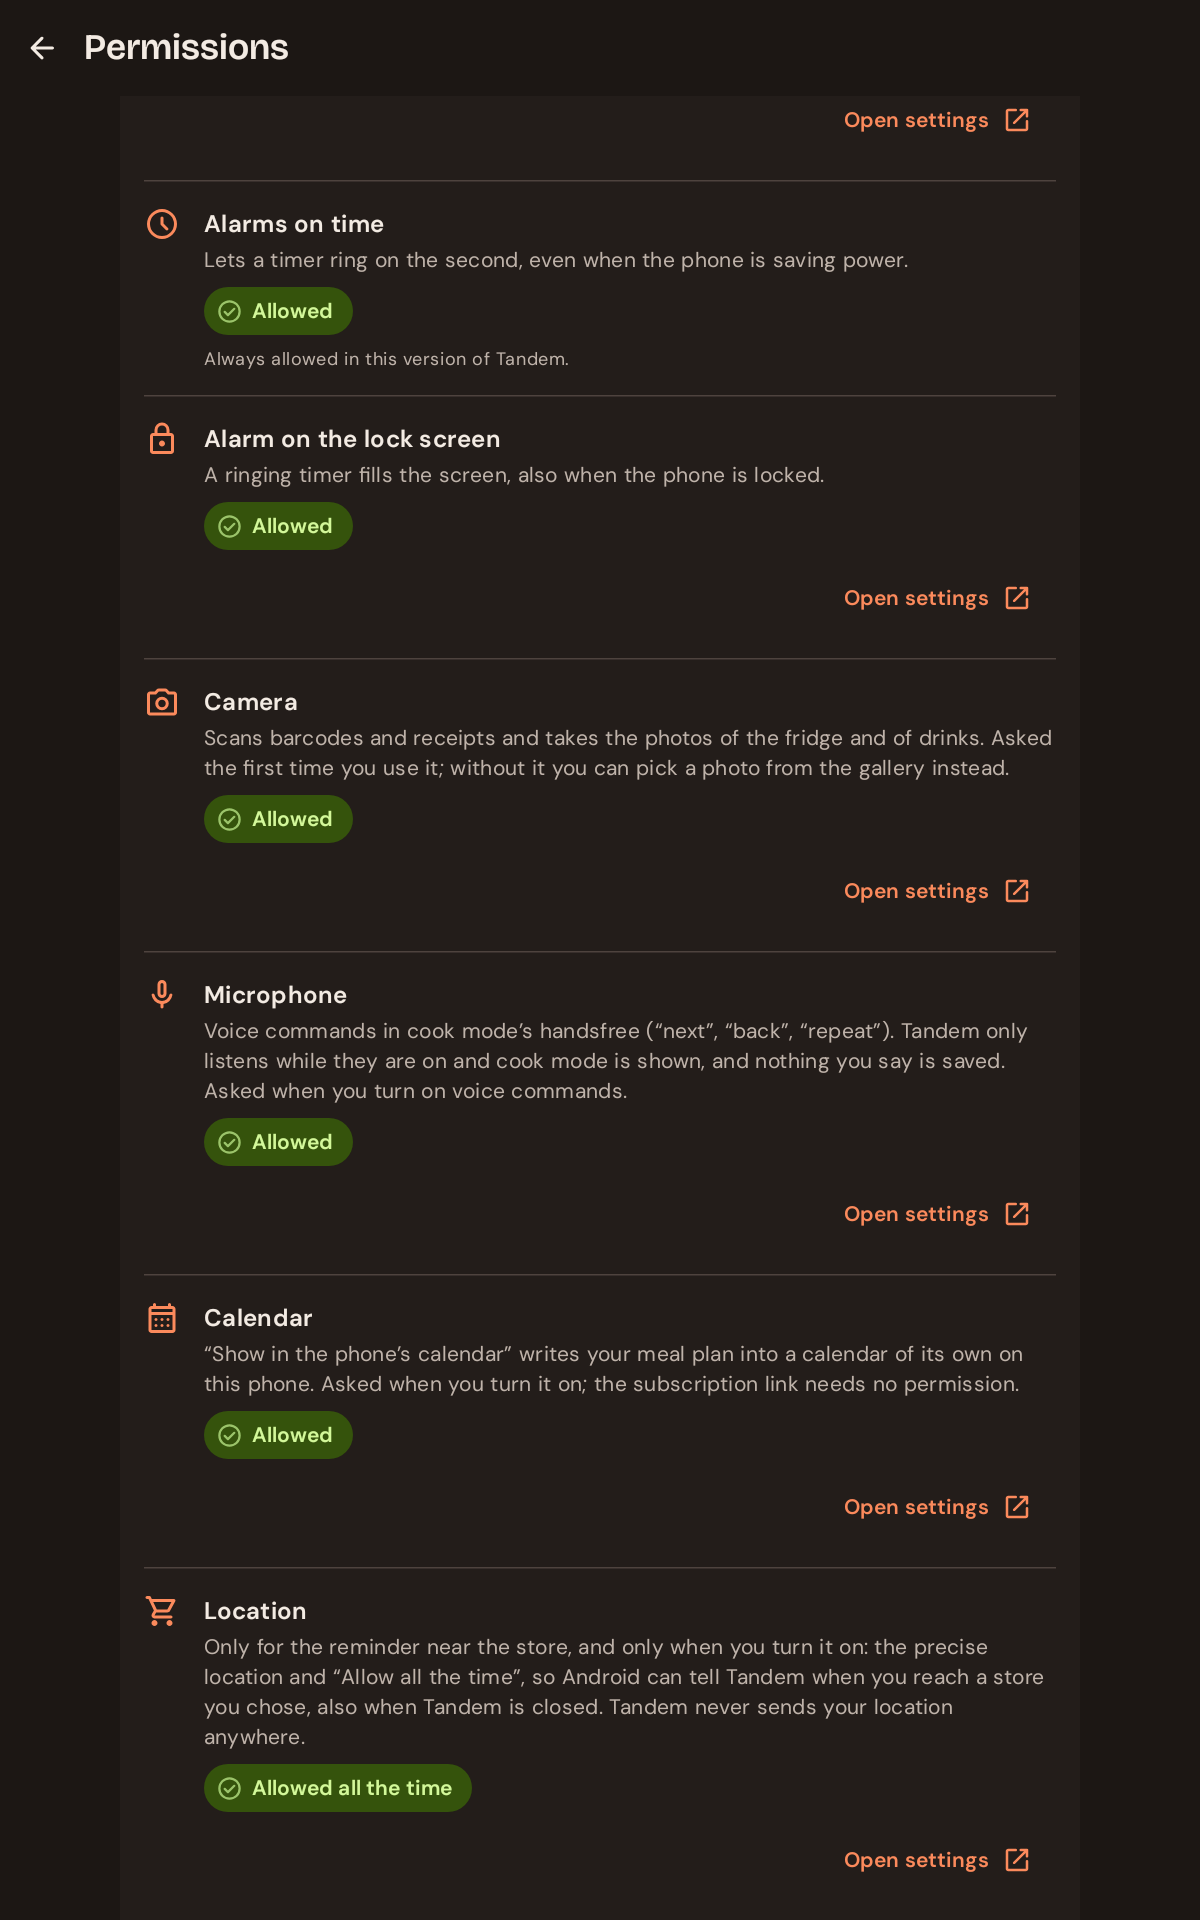 Permissions
Open settings
Alarms on time
Lets a timer ring on the second, even when the phone is saving power.
Allowed
Always allowed in this version of Tandem.
Alarm on the lock screen
A ringing timer fills the screen, also when the phone is locked.
Allowed
Open settings
Camera
Scans barcodes and receipts and takes the photos of the fridge and of drinks. Asked
the first time you use it; without it you can pick a photo from the gallery instead.
Allowed
Open settings
Microphone
Voice commands in cook mode’s handsfree (“next”, “back”, “repeat”). Tandem only
listens while they are on and cook mode is shown, and nothing you say is saved.
Asked when you turn on voice commands.
Allowed
Open settings
Calendar
“Show in the phone’s calendar” writes your meal plan into a calendar of its own on
this phone. Asked when you turn it on; the subscription link needs no permission.
Allowed
Open settings
Location
Only for the reminder near the store, and only when you turn it on: the precise
location and “Allow all the time”, so Android can tell Tandem when you reach a store
you chose, also when Tandem is closed. Tandem never sends your location
anywhere.
Allowed all the time
Open settings